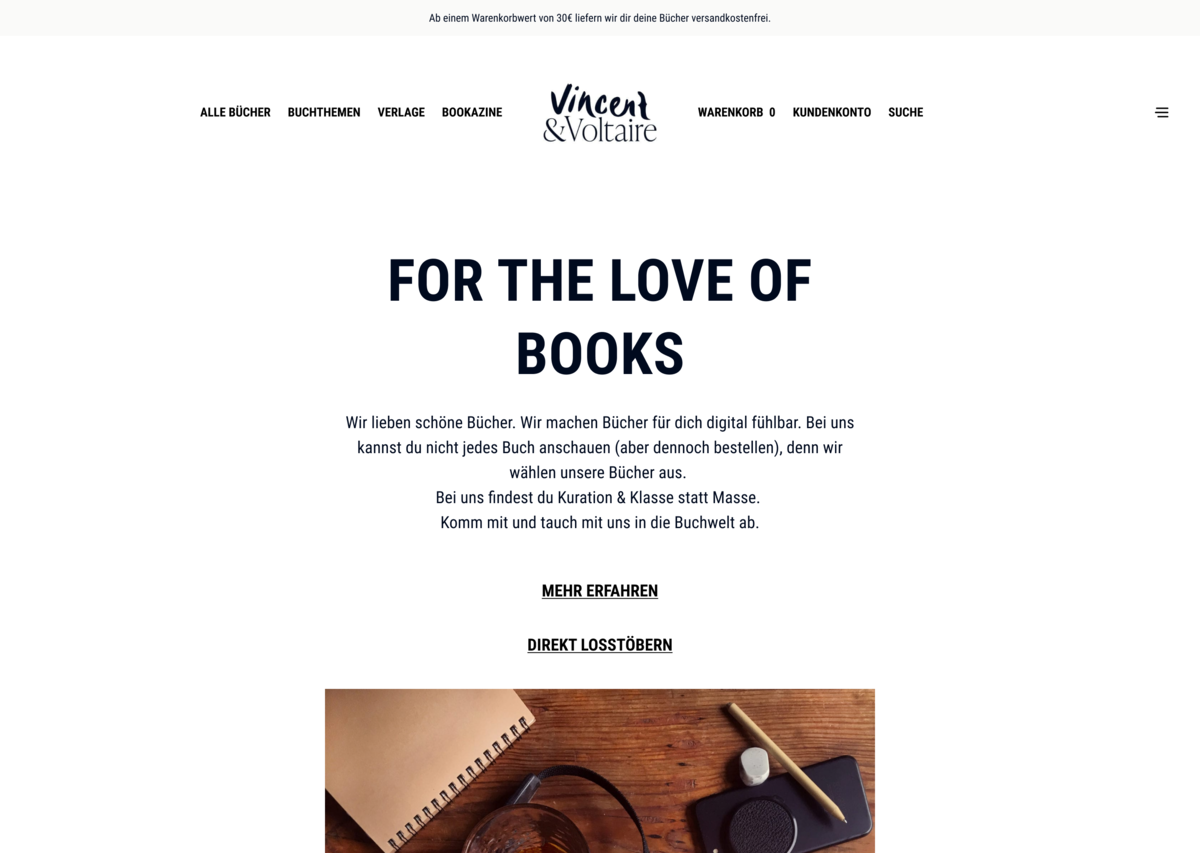 Ab einem Warenkorbwert von 30€ liefern wir dir deine Bücher versandkostenfrei.
ALLE BÜCHER BUCHTHEMEN VERLAGE BOOKAZINE
Vincent
&Voltaire
WARENKORB 0 KUNDENKONTO SUCHE
FOR THE LOVE OF
BOOKS
Wir lieben schöne Bücher. Wir machen Bücher für dich digital fühlbar. Bei uns
kannst du nicht jedes Buch anschauen (aber dennoch bestellen), denn wir
wählen unsere Bücher aus.
Bei uns findest du Kuration & Klasse statt Masse.
Komm mit und tauch mit uns in die Buchwelt ab.
MEHR ERFAHREN
DIREKT LOSSTÖBERN